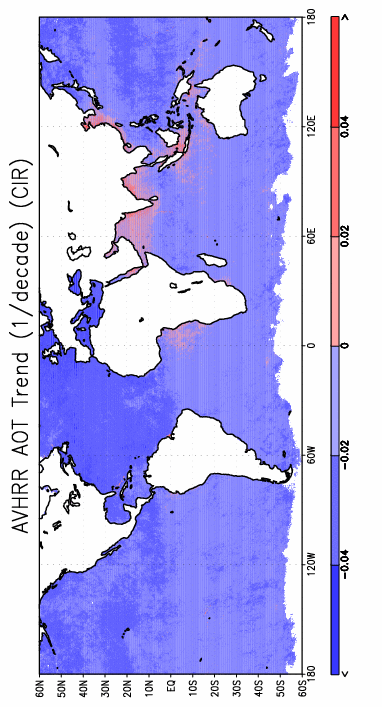 AVHRR AOT Trend (1/decade) (CIR)
60N
50N
40N
30N
20N
10N
EQ
10S
20S
30S
40S
50S
60S
180
120W
60W
0
60E
120E
180
<
-0.04
-0.02
0
0.02
0.04
>